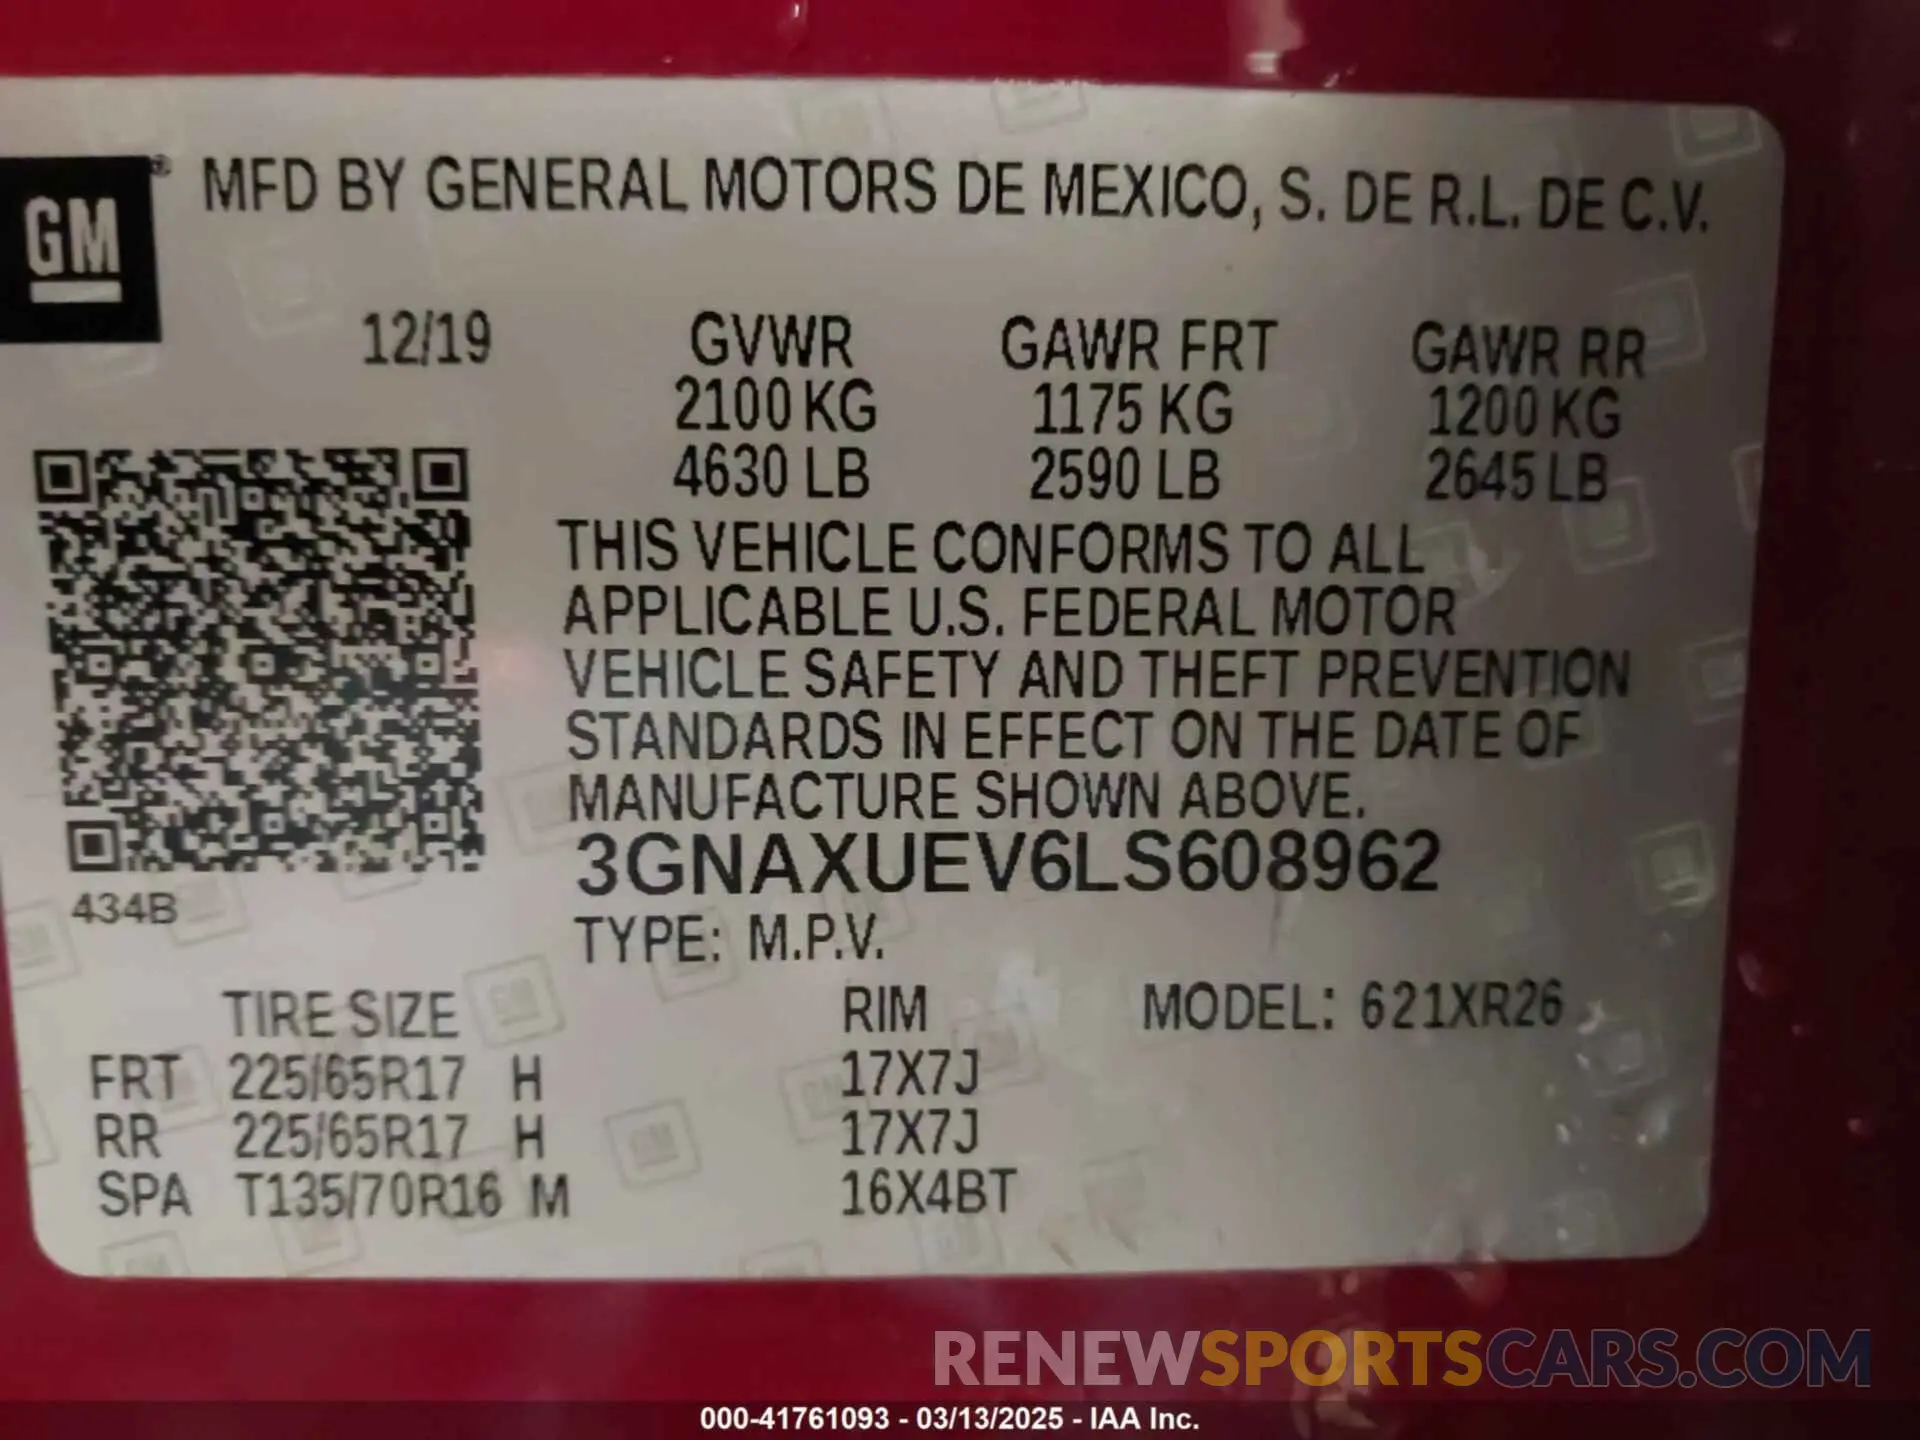 GM ® MFD BY GENERAL MOTORS DE MEXICO, S. DE R.L. DE C.V.
12/19 GVWR GAWR FRT GAWR RR
2100 KG 1175 KG 1200 KG
4630 LB 2590 LB 2645 LB
THIS VEHICLE CONFORMS TO ALL
APPLICABLE U.S. FEDERAL MOTOR
VEHICLE SAFETY AND THEFT PREVENTION
STANDARDS IN EFFECT ON THE DATE OF
MANUFACTURE SHOWN ABOVE.
3GNAXUEV6LS608962
434B
TYPE: M.P.V.
TIRE SIZE RIM MODEL: 621XR26
FRT 225/65R17 H 17X7J
RR 225/65R17 H 17X7J
SPA T135/70R16 M 16X4BT
RENEWSPORTSCARS.COM
000-41761093 - 03/13/2025 - IAA Inc.